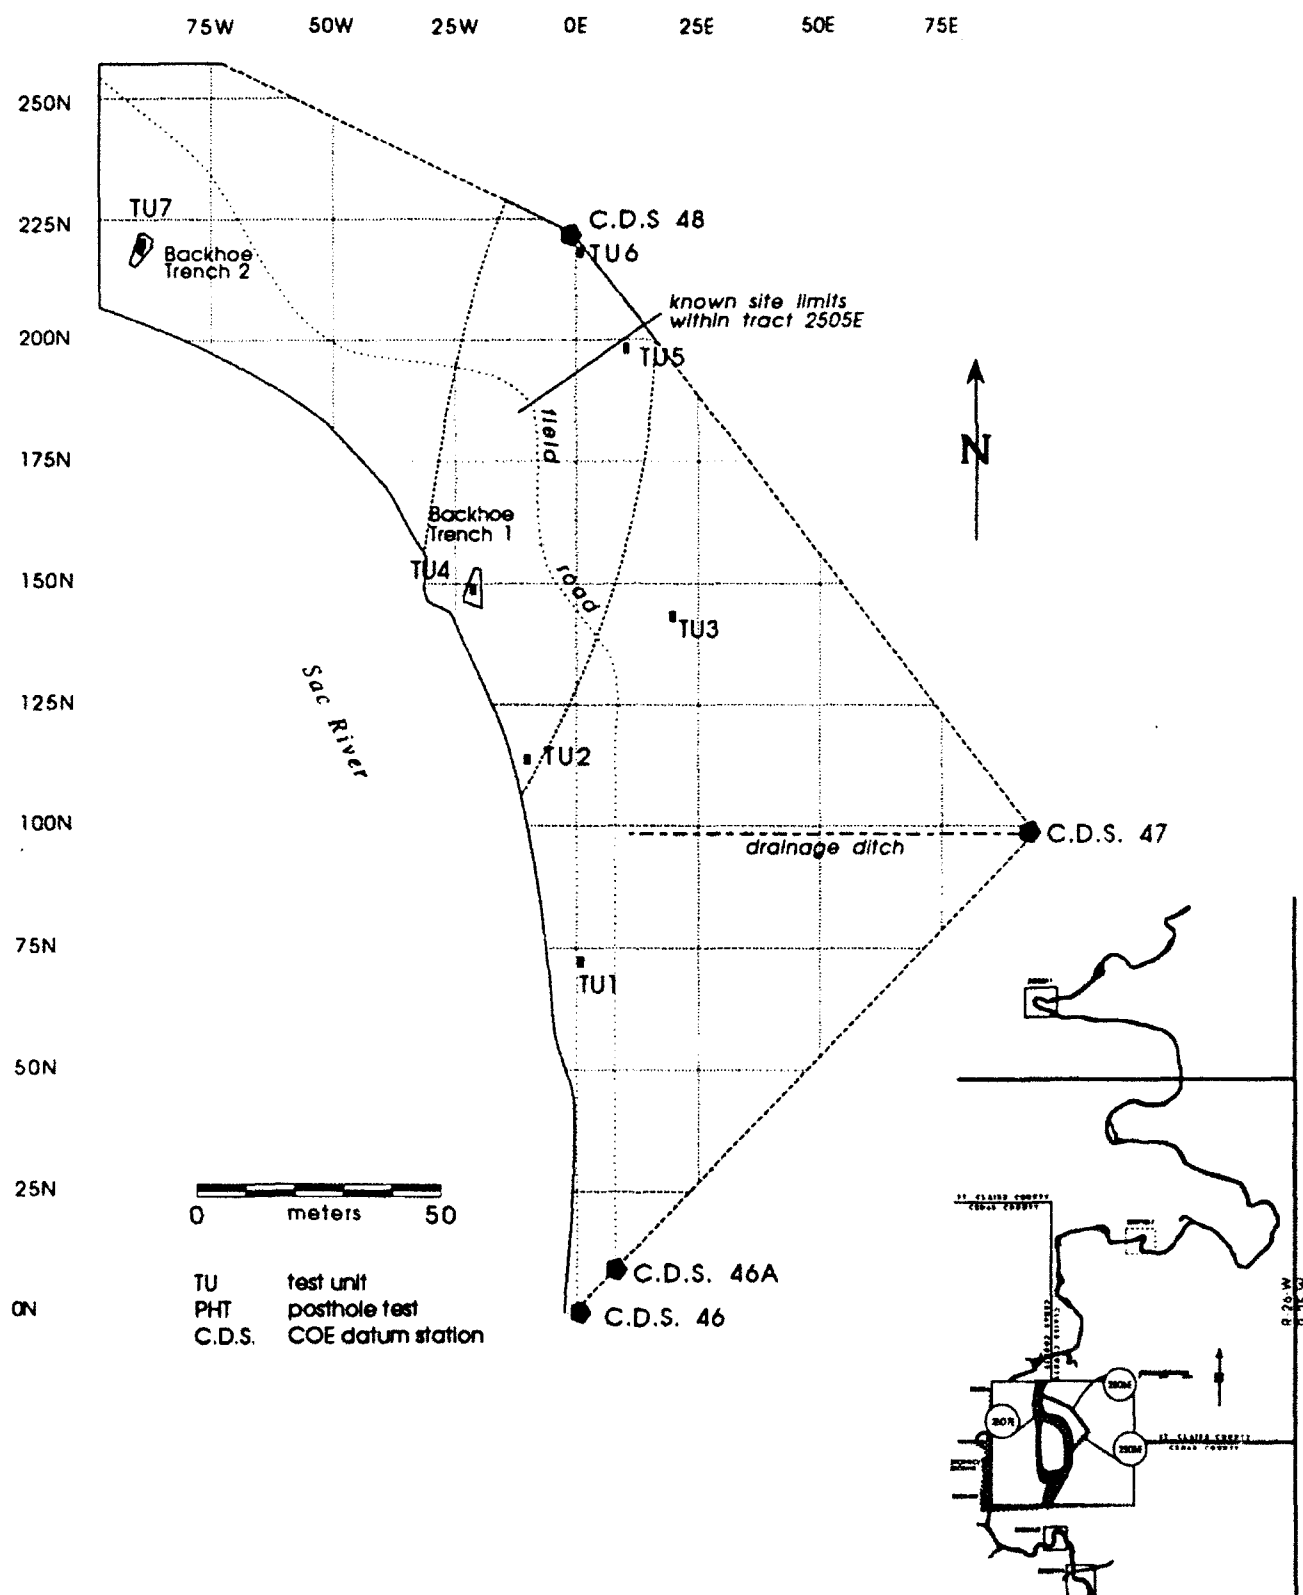 75W 50W 25W 0E 25E 50E 75E
250N
TU7
225N
C.D.S 48
Backhoe
Trench 2
TU6
known site limits
within tract 2505E
200N
TU5
field
N
175N
Backhoe
Trench 1
TU4
150N
road
TU3
Sac River
125N
TU2
100N
C.D.S. 47
drainage ditch
75N
TU1
50N
25N
0 meters 50
C.D.S. 46A
TU test unit
PHT posthole test
0N
C.D.S. 46
C.D.S. COE datum station
ST CLAIRE COUNTY
CEDAR COUNTY
R-26-W
ST CLAIRE COUNTY
CEDAR COUNTY